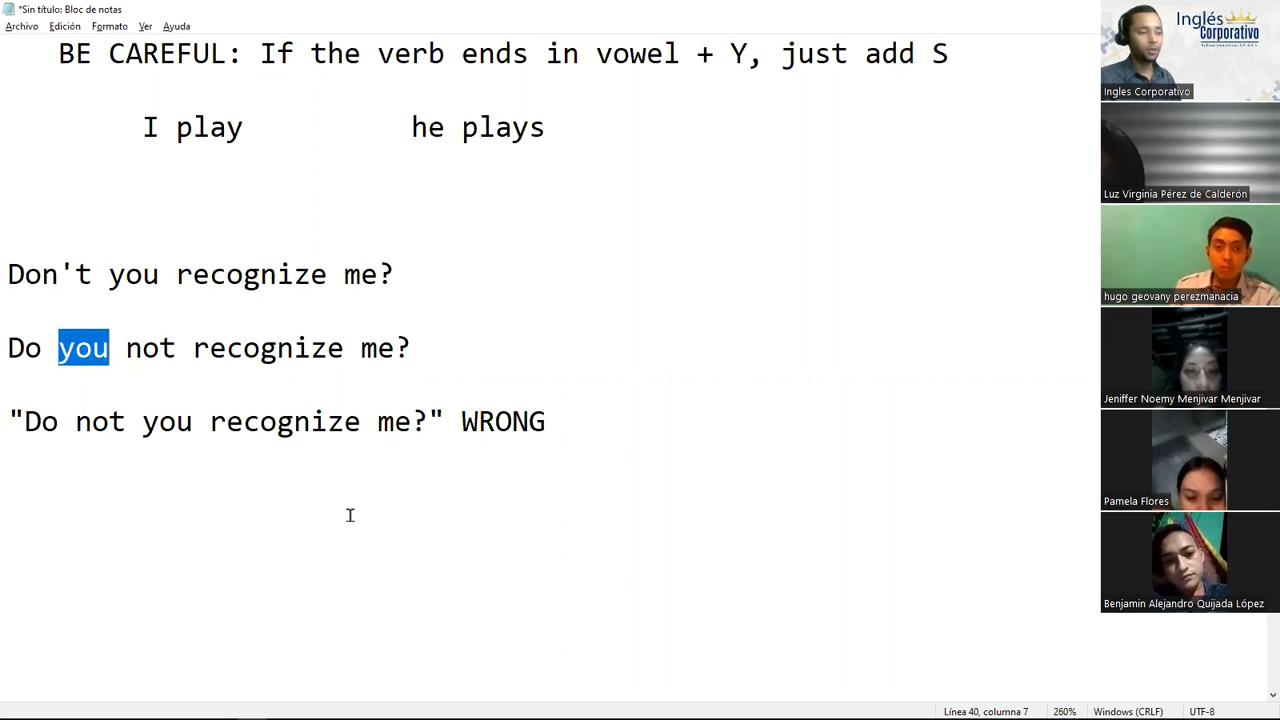 *Sin título: Bloc de notas
Archivo Edición Formato Ver Ayuda
BE CAREFUL: If the verb ends in vowel + Y, just add S
I play he plays
Don't you recognize me?
Do you not recognize me?
"Do not you recognize me?" WRONG
Línea 40, columna 7 260% Windows (CRLF) UTF-8
Inglés
Corporativo
Ingles Corporativo
Luz Virginia Pérez de Calderón
hugo geovany perezmanacia
Jeniffer Noemy Menjivar Menjivar
Pamela Flores
Benjamin Alejandro Quijada López